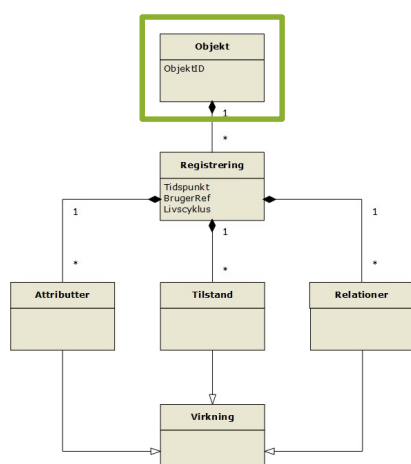 Objekt
ObjektID
1
*
Registrering
Tidspunkt
BrugerRef
Livscyklus
1
1
1
*
*
*
Attributter
Tilstand
Relationer
Virkning